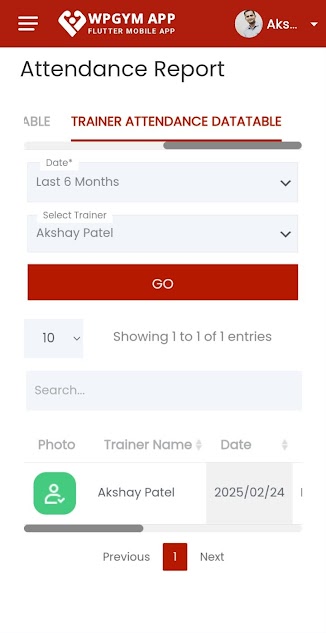 WPGYM APP
FLUTTER MOBILE APP
Aks...
Attendance Report
ABLE
TRAINER ATTENDANCE DATATABLE
Date*
Last 6 Months
Select Trainer
Akshay Patel
GO
10
Showing 1 to 1 of 1 entries
Search...
Photo Trainer Name Date
Akshay Patel 2025/02/24
Previous 1 Next